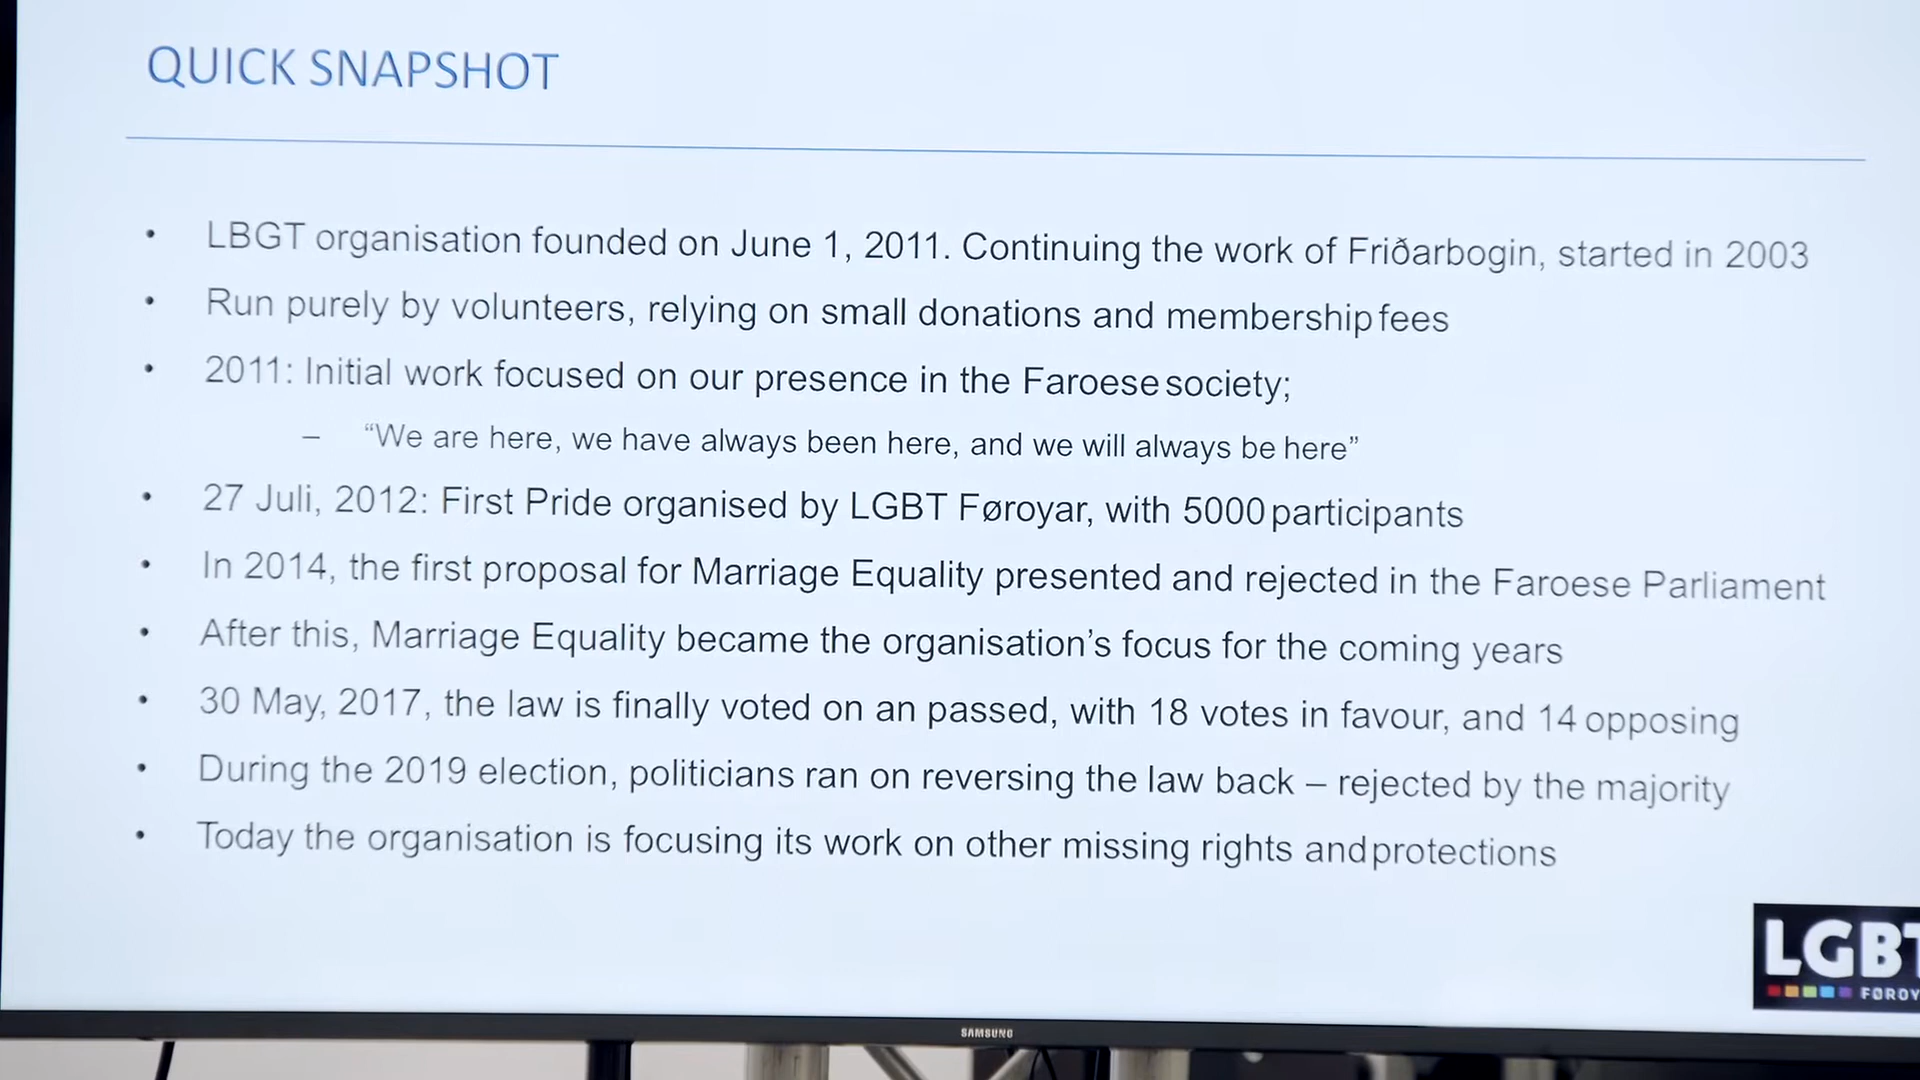 QUICK SNAPSHOT
• LBGT organisation founded on June 1, 2011. Continuing the work of Friðarbogin, started in 2003
• Run purely by volunteers, relying on small donations and membership fees
• 2011: Initial work focused on our presence in the Faroese society;
– “We are here, we have always been here, and we will always be here”
• 27 Juli, 2012: First Pride organised by LGBT Føroyar, with 5000 participants
• In 2014, the first proposal for Marriage Equality presented and rejected in the Faroese Parliament
• After this, Marriage Equality became the organisation’s focus for the coming years
• 30 May, 2017, the law is finally voted on an passed, with 18 votes in favour, and 14 opposing
• During the 2019 election, politicians ran on reversing the law back – rejected by the majority
• Today the organisation is focusing its work on other missing rights and protections
LGBT
FØROY
SAMSUNG